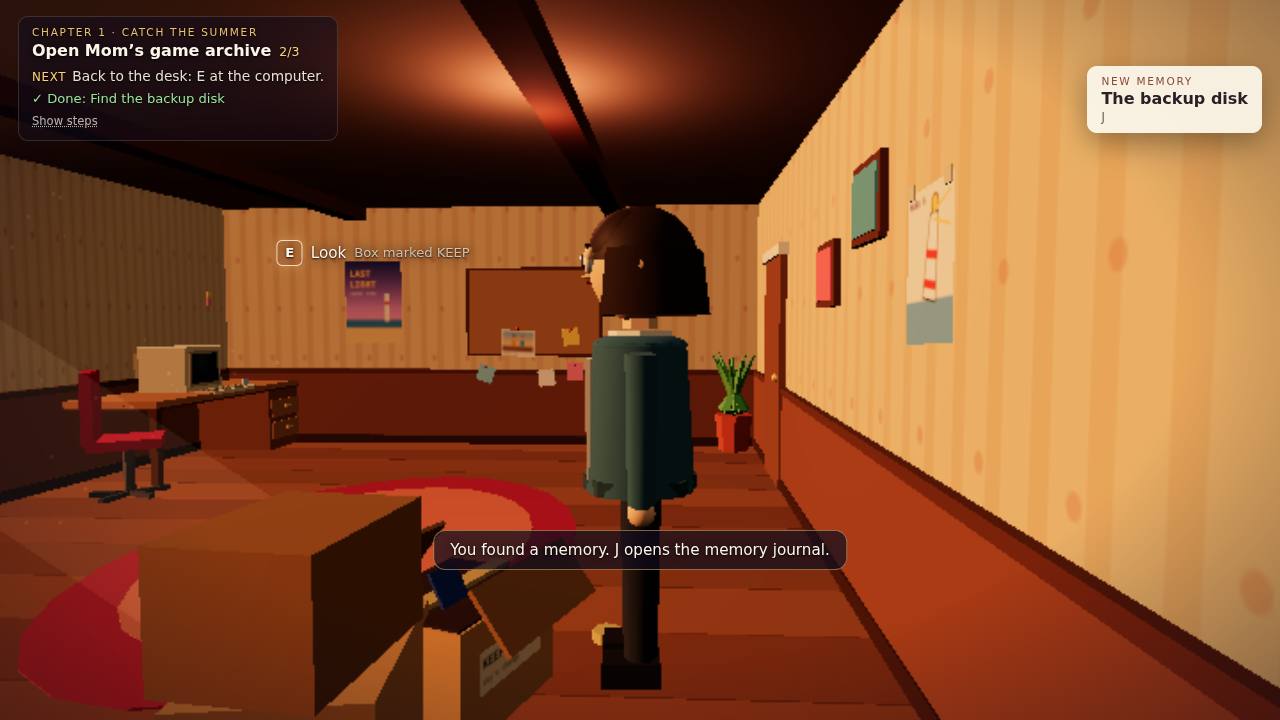 CHAPTER 1 · CATCH THE SUMMER
Open Mom’s game archive 2/3
NEXT Back to the desk: E at the computer.
✓ Done: Find the backup disk
Show steps
NEW MEMORY
The backup disk
J
E Look Box marked KEEP
LAST
LIGHT
You found a memory. J opens the memory journal.
KEEP